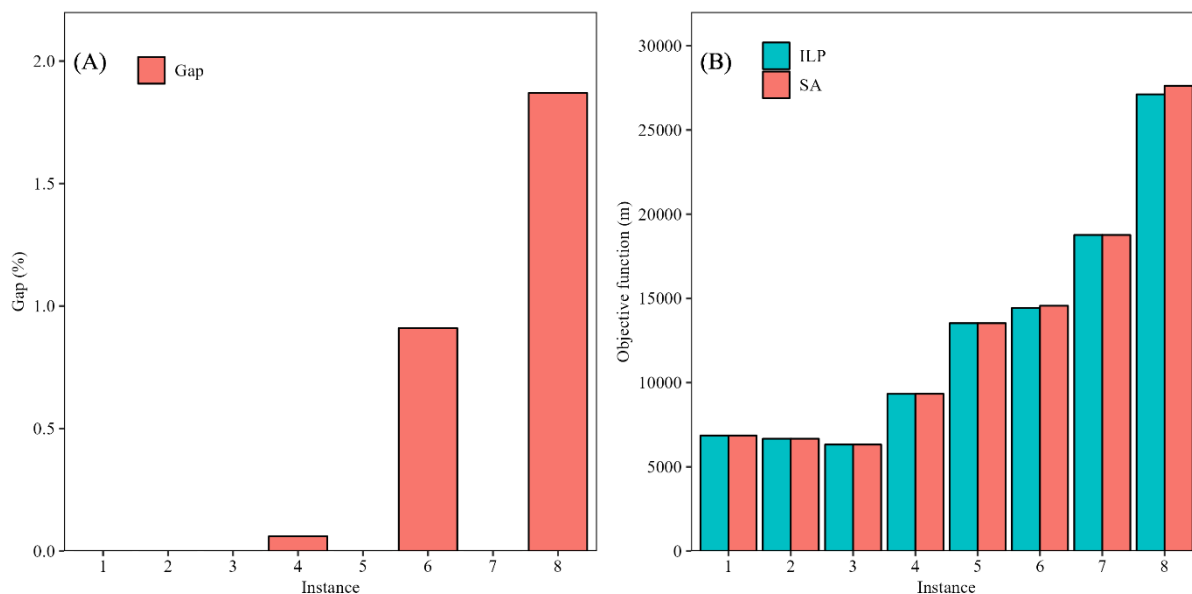 (A)
Gap
Gap (%)
2.0
1.5
1.0
0.5
0.0
1 2 3 4 5 6 7 8
Instance
(B)
ILP
SA
Objective function (m)
30000
25000
20000
15000
10000
5000
0
1 2 3 4 5 6 7 8
Instance